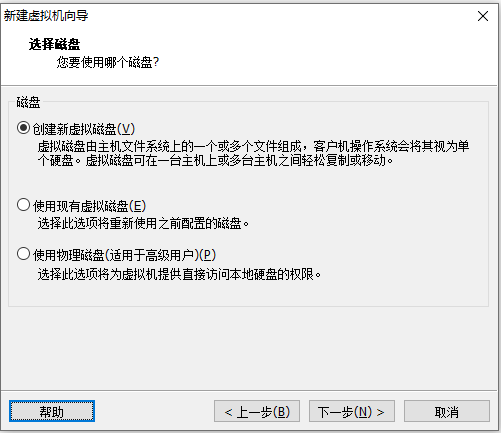 新建虚拟机向导
选择磁盘
您要使用哪个磁盘?
磁盘
创建新虚拟磁盘(V)
虚拟磁盘由主机文件系统上的一个或多个文件组成，客户机操作系统会将其视为单
个硬盘。虚拟磁盘可在一台主机上或多台主机之间轻松复制或移动。
使用现有虚拟磁盘(E)
选择此选项将重新使用之前配置的磁盘。
使用物理磁盘(适用于高级用户)(P)
选择此选项将为虚拟机提供直接访问本地硬盘的权限。
帮助
< 上一步(B)
下一步(N) >
取消